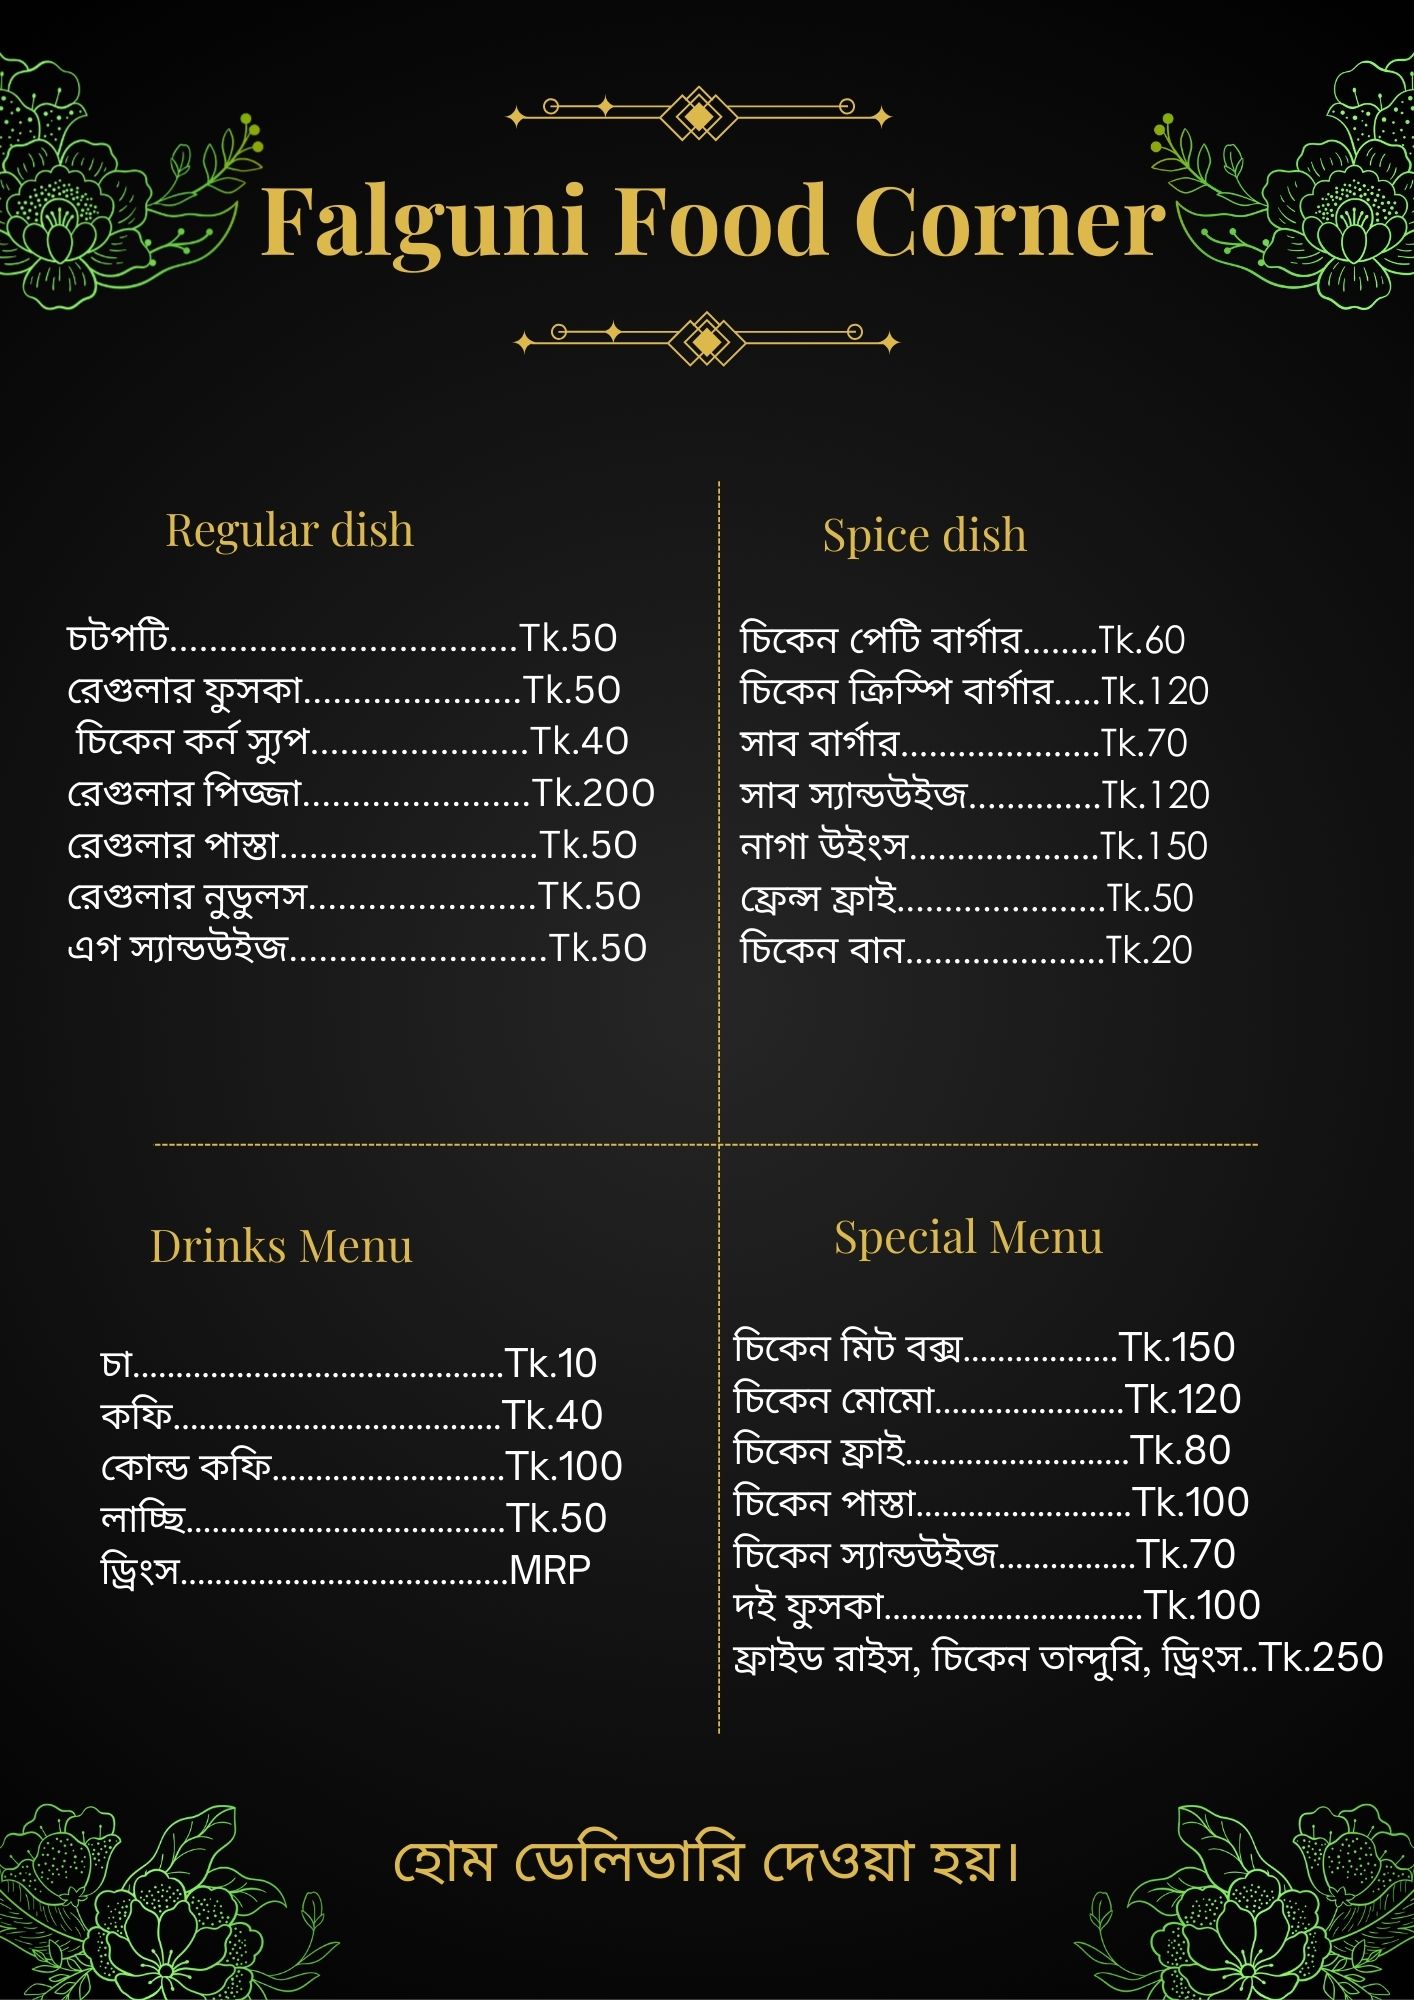 Falguni Food Corner
Regular dish
চটপটি...................................Tk.50
রেগুলার ফুসকা......................Tk.50
চিকেন কর্ন স্যুপ......................Tk.40
রেগুলার পিজ্জা.......................Tk.200
রেগুলার পাস্তা..........................Tk.50
রেগুলার নুডুলস.......................TK.50
এগ স্যান্ডউইজ..........................Tk.50
Spice dish
চিকেন পেটি বার্গার........Tk.60
চিকেন ক্রিস্পি বার্গার.....Tk.120
সাব বার্গার.....................Tk.70
সাব স্যান্ডউইজ..............Tk.120
নাগা উইংস....................Tk.150
ফ্রেন্স ফ্রাই......................Tk.50
চিকেন বান.....................Tk.20
Drinks Menu
চা...........................................Tk.10
কফি......................................Tk.40
কোল্ড কফি...........................Tk.100
লাচ্ছি.....................................Tk.50
ড্রিংস......................................MRP
Special Menu
চিকেন মিট বক্স..................Tk.150
চিকেন মোমো......................Tk.120
চিকেন ফ্রাই..........................Tk.80
চিকেন পাস্তা.........................Tk.100
চিকেন স্যান্ডউইজ................Tk.70
দই ফুসকা..............................Tk.100
ফ্রাইড রাইস, চিকেন তান্দুরি, ড্রিংস..Tk.250
হোম ডেলিভারি দেওয়া হয়।